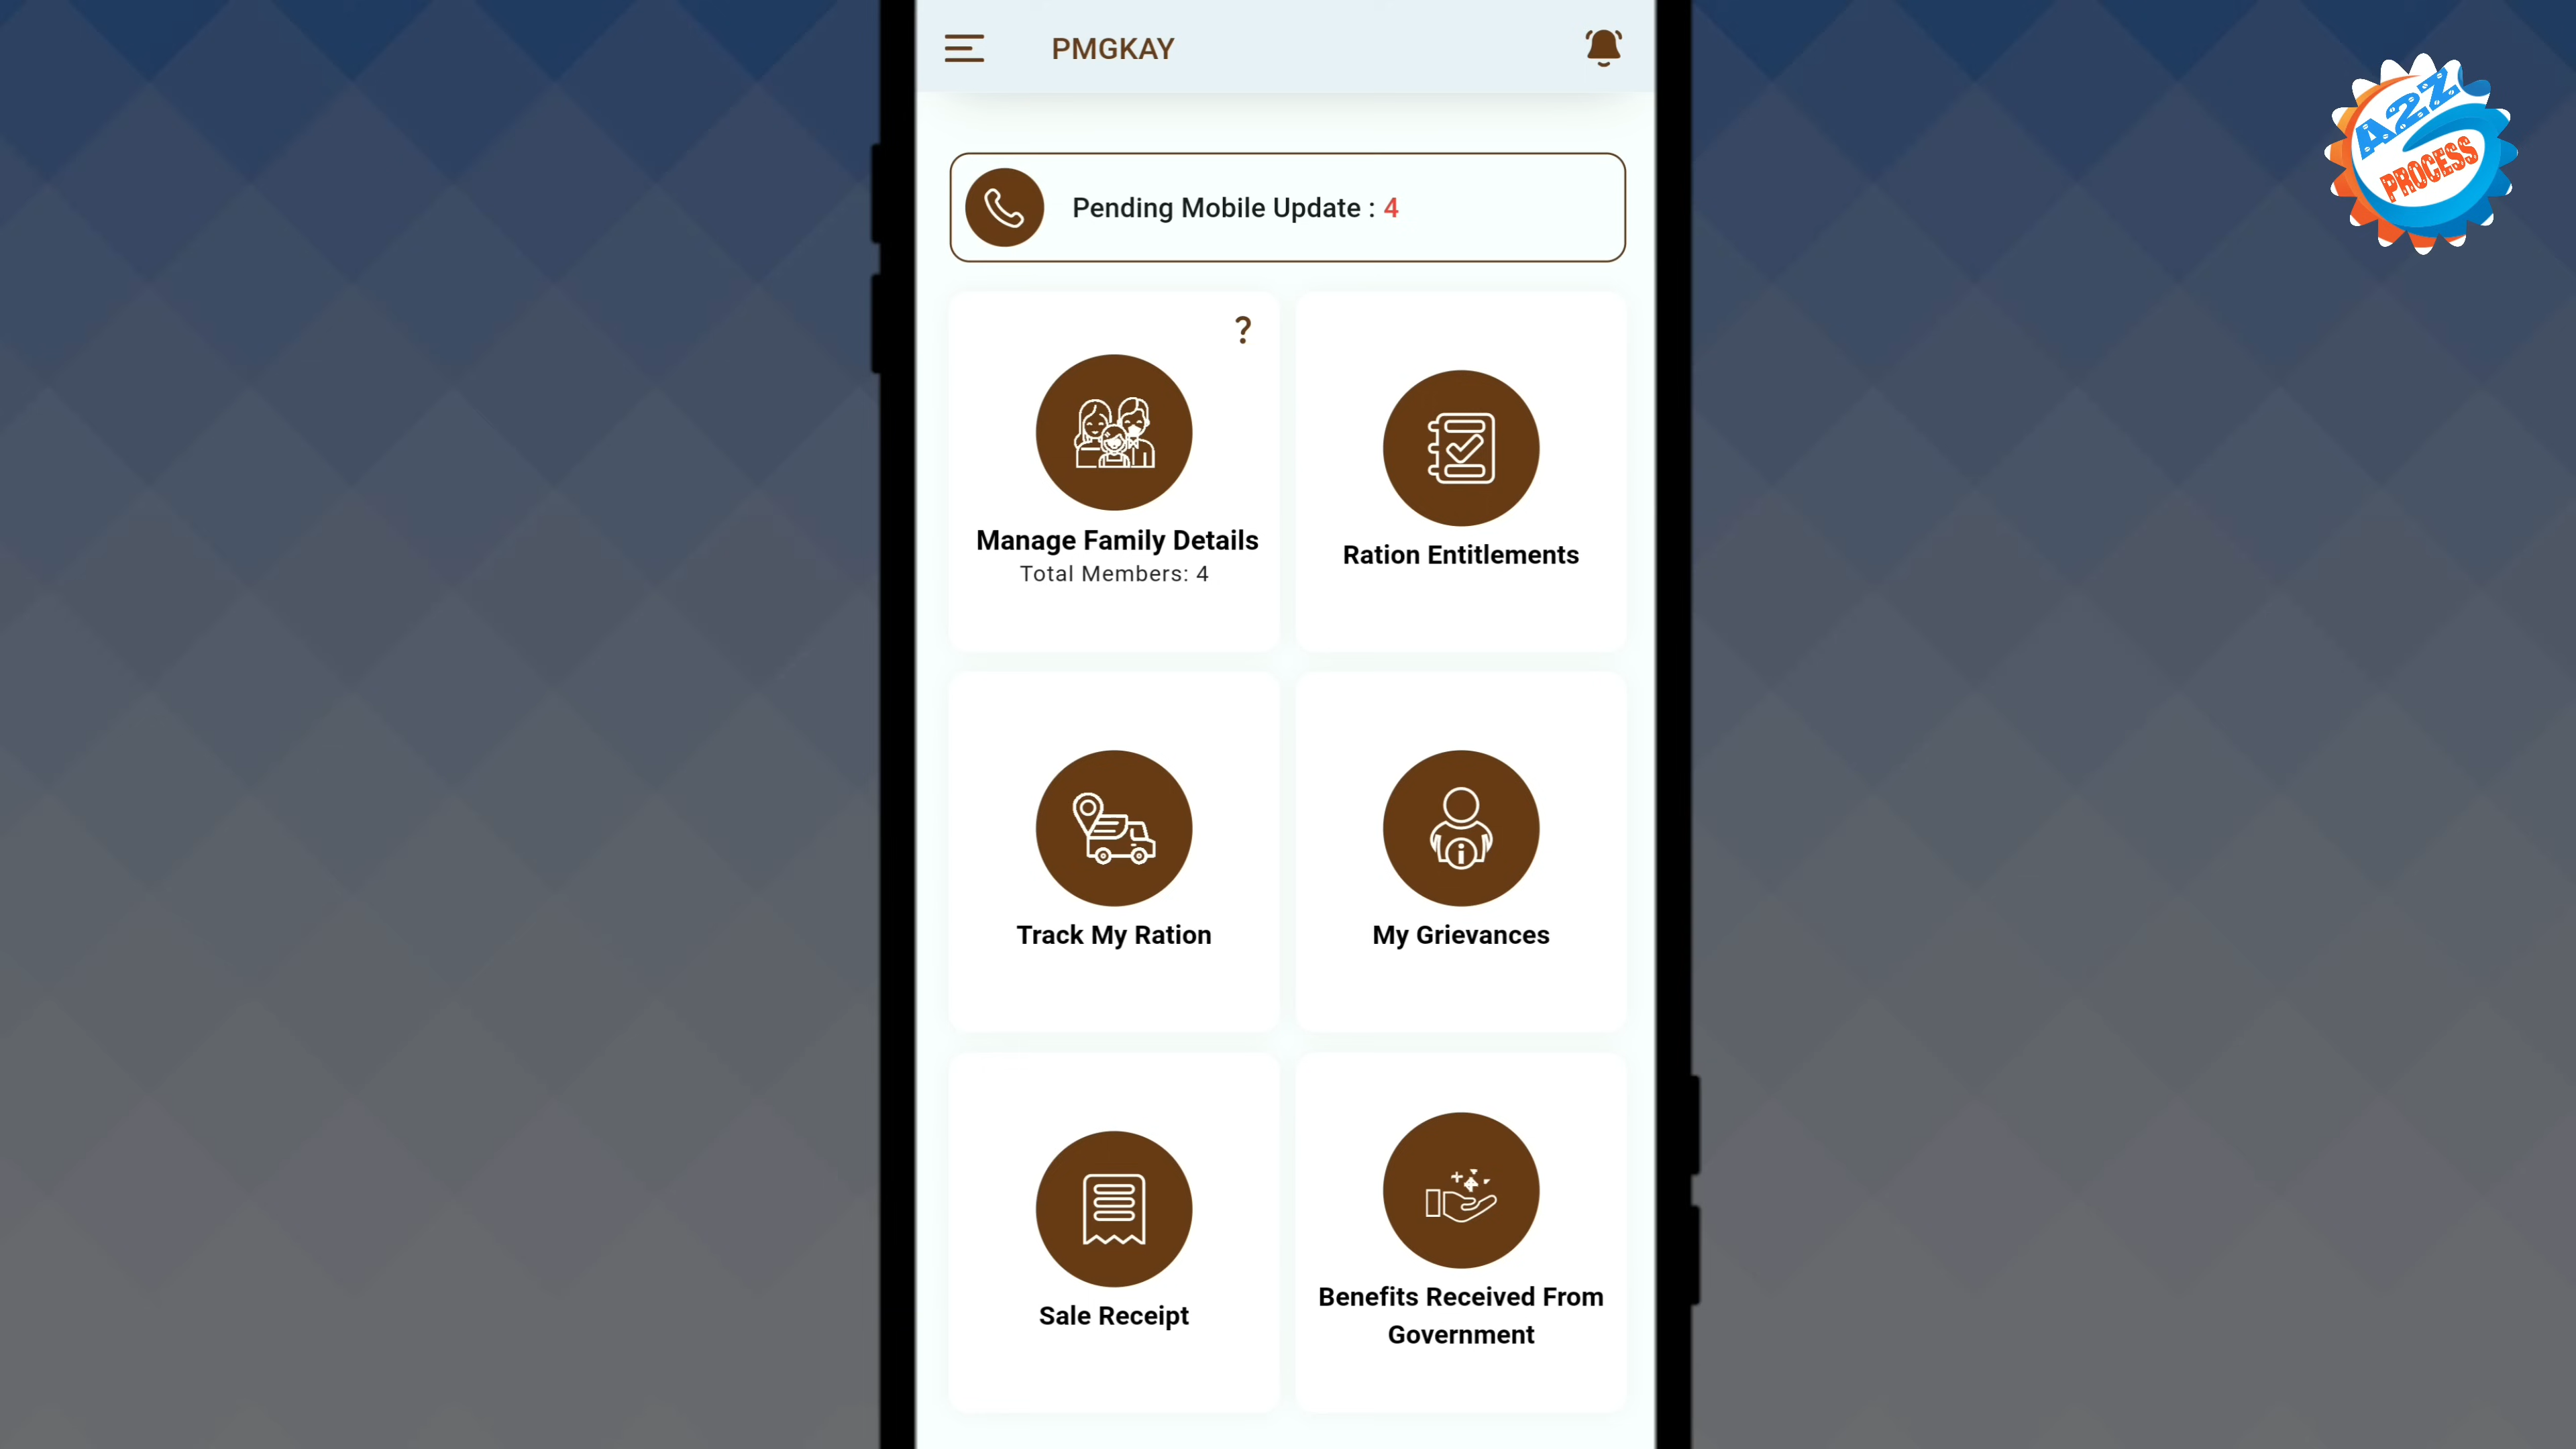 PMGKAY
A2Z
PROCESS
Pending Mobile Update : 4
?
Manage Family Details
Total Members: 4
Ration Entitlements
Track My Ration
My Grievances
Sale Receipt
Benefits Received From
Government